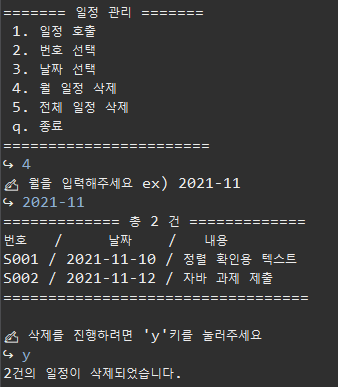 ======= 일정 관리 =======
1. 일정 호출
2. 번호 선택
3. 날짜 선택
4. 월 일정 삭제
5. 전체 일정 삭제
q. 종료
=======================
↪ 4
✍ 월을 입력해주세요 ex) 2021-11
↪ 2021-11
============= 총 2 건 =============
번호 / 날짜 / 내용
S001 / 2021-11-10 / 정렬 확인용 텍스트
S002 / 2021-11-12 / 자바 과제 제출
==================================
✍ 삭제를 진행하려면 'y'키를 눌러주세요
↪ y
2건의 일정이 삭제되었습니다.